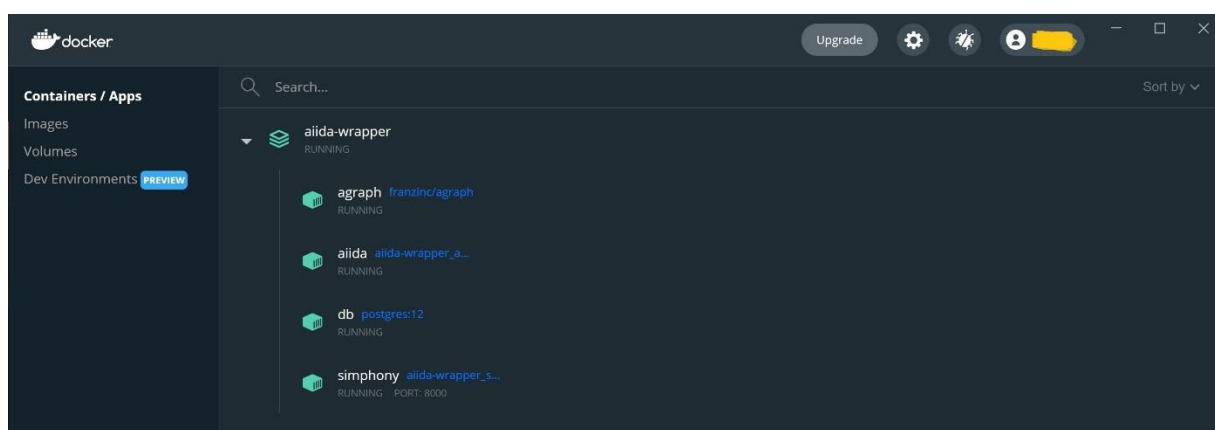 docker
Upgrade
Containers / Apps
Images
Volumes
Dev Environments PREVIEW
Search...
Sort by
aiida-wrapper
RUNNING
agraph franzinc/agraph
RUNNING
aiida aiida-wrapper_a...
RUNNING
db postgres:12
RUNNING
simphony aiida-wrapper_s...
RUNNING PORT: 8000